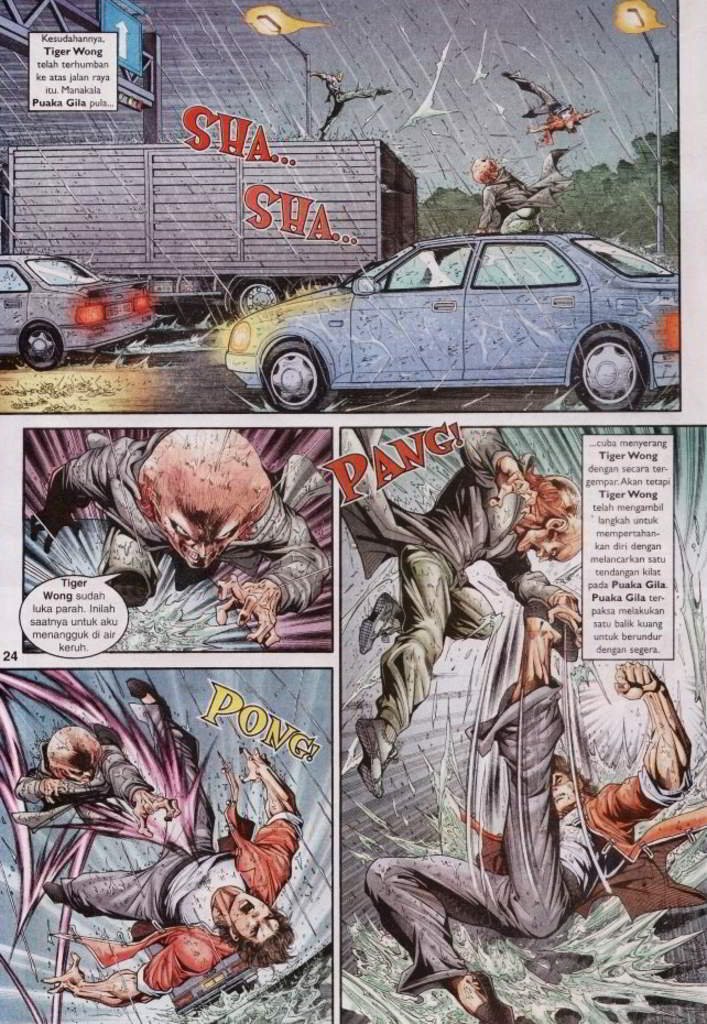 Kesudahannya,
Tiger Wong
telah terhumban
ke atas jalan raya
itu. Manakala
Puaka Gila pula...
SHA...
SHA...
Tiger
Wong sudah
luka parah. Inilah
saatnya untuk aku
menangguk di air
keruh.
24
PONG!
PANG!
...cuba menyerang
Tiger Wong
dengan secara ter-
gempar. Akan tetapi
Tiger Wong
telah mengambil
langkah untuk
mempertahan-
kan diri dengan
melancarkan satu
tendangan kilat
pada Puaka Gila.
Puaka Gila ter-
paksa melakukan
satu balik kuang
untuk berundur
dengan segera.